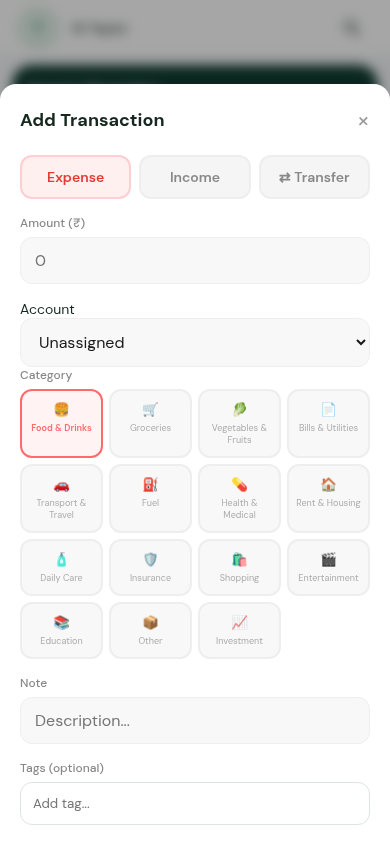 Add Transaction ×
Expense Income ⇄ Transfer
Amount (₹)
0
Account
Unassigned
Category
Food & Drinks Groceries Vegetables & Fruits Bills & Utilities
Transport & Travel Fuel Health & Medical Rent & Housing
Daily Care Insurance Shopping Entertainment
Education Other Investment
Note
Description...
Tags (optional)
Add tag...